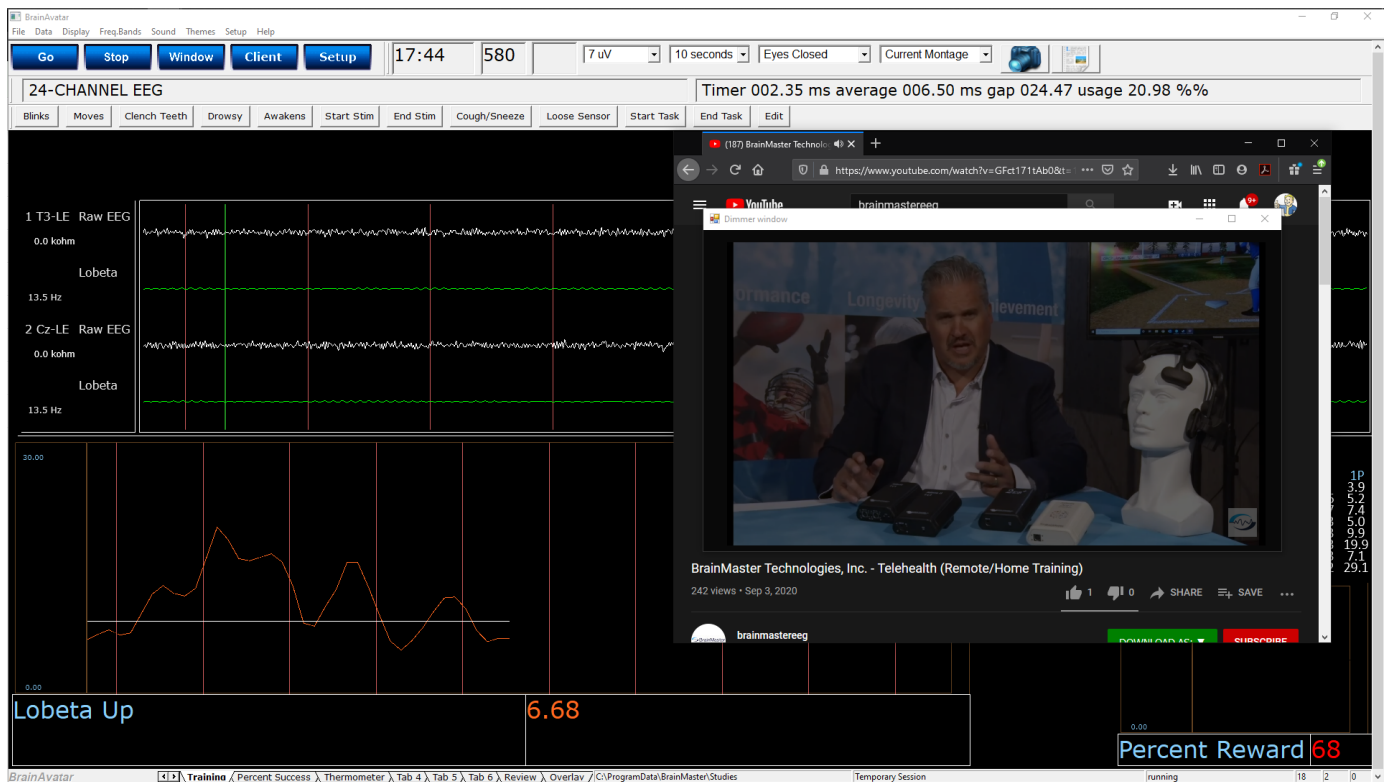 BrainAvatar
File Data Display Freq.Bands Sound Themes Setup Help
Go Stop Window Client Setup 17:44 580 7 uV 10 seconds Eyes Closed Current Montage
24-CHANNEL EEG Timer 002.35 ms average 006.50 ms gap 024.47 usage 20.98 %%
Blinks Moves Clench Teeth Drowsy Awakens Start Stim End Stim Cough/Sneeze Loose Sensor Start Task End Task Edit
(187) BrainMaster Technolo
https://www.youtube.com/watch?v=GFct171tAb0&t=
YouTube brainmastereeg 9+
Dimmer window
1 T3-LE Raw EEG
0.0 kohm
Lobeta
13.5 Hz
2 Cz-LE Raw EEG
0.0 kohm
Lobeta
13.5 Hz
ormance Longevity hievement
BrainMaster Technologies, Inc. - Telehealth (Remote/Home Training)
242 views • Sep 3, 2020 1 0 SHARE SAVE
brainmastereeg
DOWNLOAD AS: SUBSCRIBE
30.00
0.00
1P
3.9
5.2
7.4
5.0
9.9
19.9
7.1
29.1
Lobeta Up 6.68
0.00
Percent Reward 68
BrainAvatar Training Percent Success Thermometer Tab 4 Tab 5 Tab 6 Review Overlay C:\ProgramData\BrainMaster\Studies Temporary Session running 18 2 0